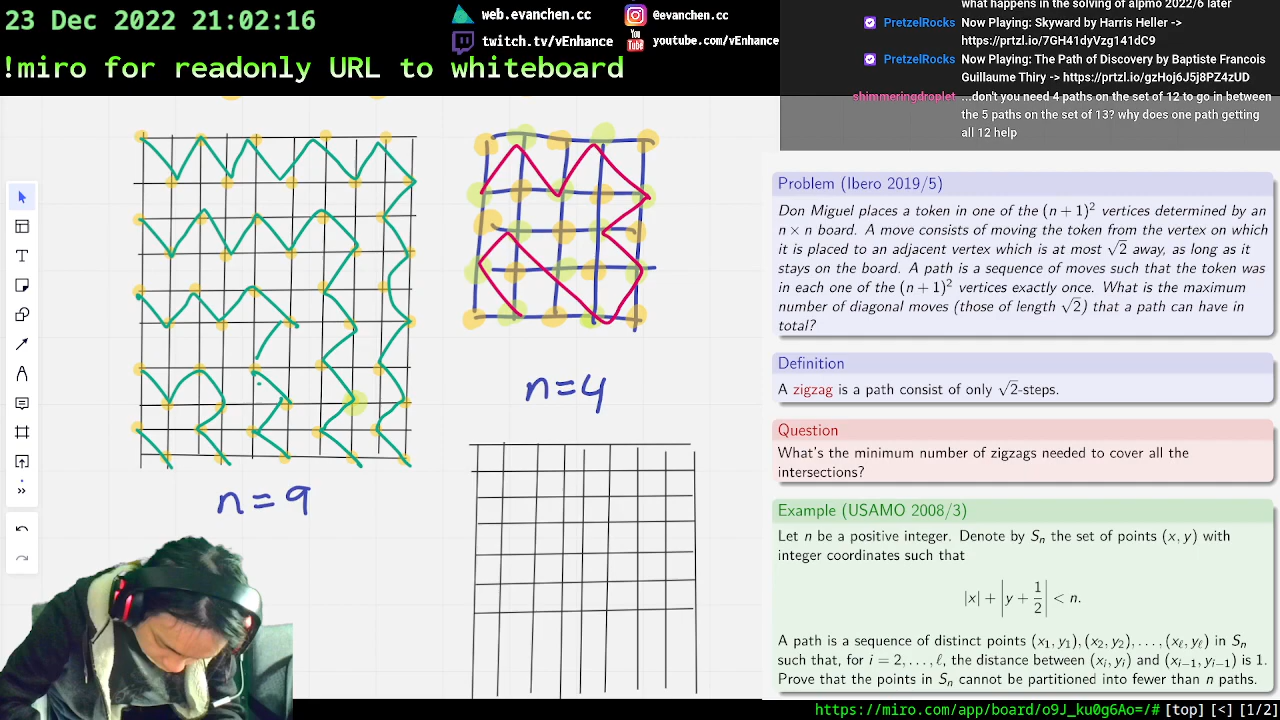 23 Dec 2022 21:02:16
!miro for readonly URL to whiteboard
web.evanchen.cc
@evanchen.cc
twitch.tv/vEnhance
youtube.com/vEnhance
what happens in the proving of alpmo 2022? later
PretzelRocks Now Playing: Skyward by Harris Heller ->
https://prtzl.io/7GH41dyVzg141dC9
PretzelRocks Now Playing: The Path of Discovery by Batiste Francois
Guillaume Thiry -> https://prtzl.io/gzHoj6J5j8PZ4zUD
shimmeringdroplet ...don't you need 4 paths on the set of 12 to go in between
the 5 paths on the set of 13? why does one path getting
all 12 help
n=9
n=4
Problem (Ibero 2019/5)
Don Miguel places a token in one of the (n + 1)² vertices determined by an
n × n board. A move consists of moving the token from the vertex on which
it is placed to an adjacent vertex which is at most √2 away, as long as it
stays on the board. A path is a sequence of moves such that the token was
in each one of the (n + 1)² vertices exactly once. What is the maximum
number of diagonal moves (those of length √2) that a path can have in
total?
Definition
A zigzag is a path consist of only √2-steps.
Question
What's the minimum number of zigzags needed to cover all the
intersections?
Example (USAMO 2008/3)
Let n be a positive integer. Denote by Sₙ the set of points (x, y) with
integer coordinates such that
|x| + |y + 1/2| < n.
A path is a sequence of distinct points (x₁, y₁), (x₂, y₂), . . . , (xℓ, yℓ) in Sₙ
such that, for i = 2, . . . , ℓ, the distance between (xᵢ, yᵢ) and (xᵢ₋₁, yᵢ₋₁) is 1.
Prove that the points in Sₙ cannot be partitioned into fewer than n paths.
https://miro.com/app/board/o9J_ku0g6Ao=/# [top] [<] [1/2]